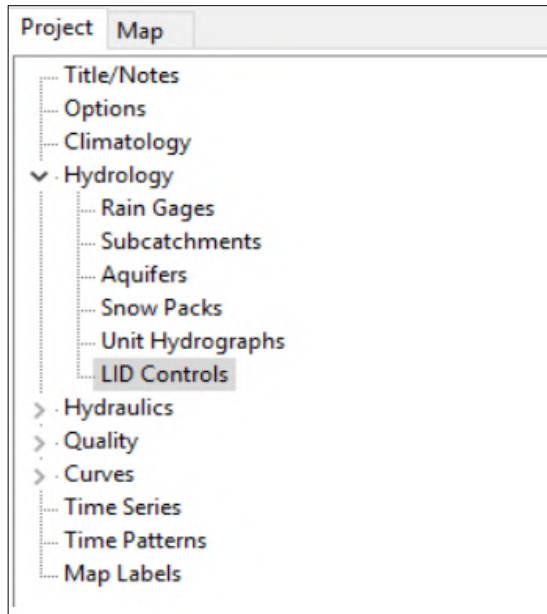 Project Map
Title/Notes
Options
Climatology
Hydrology
Rain Gages
Subcatchments
Aquifers
Snow Packs
Unit Hydrographs
LID Controls
Hydraulics
Quality
Curves
Time Series
Time Patterns
Map Labels